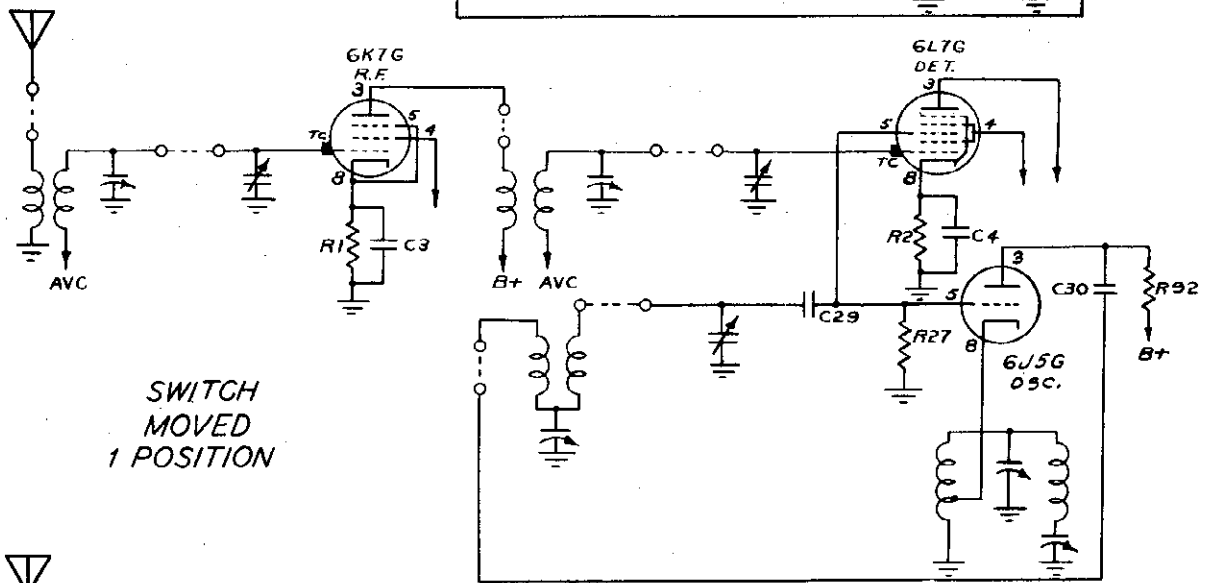 6K7G
R.F.
3
5
4
TC
8
R1
C3
AVC
B+
AVC
6L7G
DET.
3
5
4
TC
8
R2
C4
3
5
8
C29
R27
6J5G
OSC.
C30
R92
B+
SWITCH
MOVED
1 POSITION